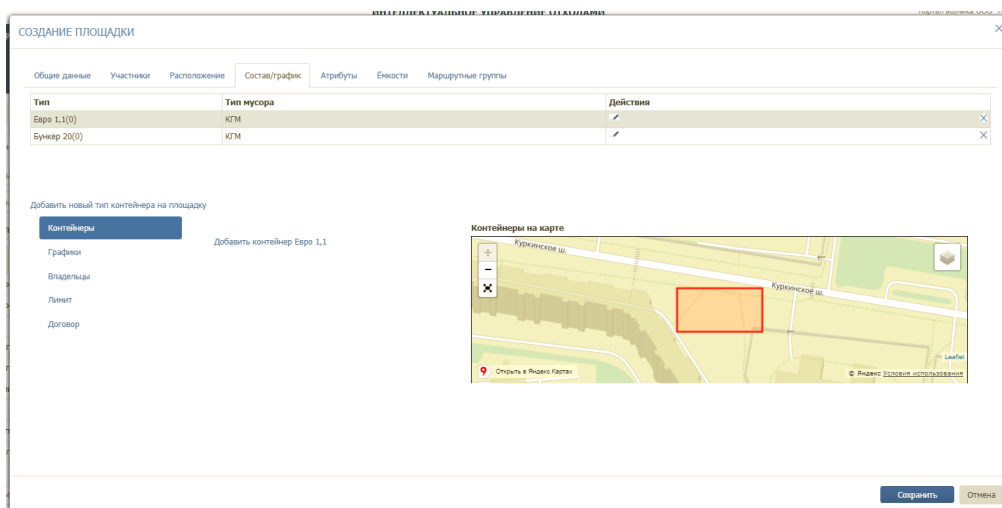 ИНТЕЛЛЕКТУАЛЬНОЕ УПРАВЛЕНИЕ ОТХОДАМИ
СОЗДАНИЕ ПЛОЩАДКИ
Общие данные Участники Расположение Состав/график Атрибуты Ёмкости Маршрутные группы
Тип Тип мусора Действия
Евро 1,1(0) КГМ
Бункер 20(0) КГМ
Добавить новый тип контейнера на площадку
Контейнеры
Графики
Владельцы
Лимит
Договор
Добавить контейнер Евро 1,1
Контейнеры на карте
Куркинское ш.
Куркинское ш.
Leaflet
Открыть в Яндекс.Картах
© Яндекс Условия использования
Сохранить Отмена